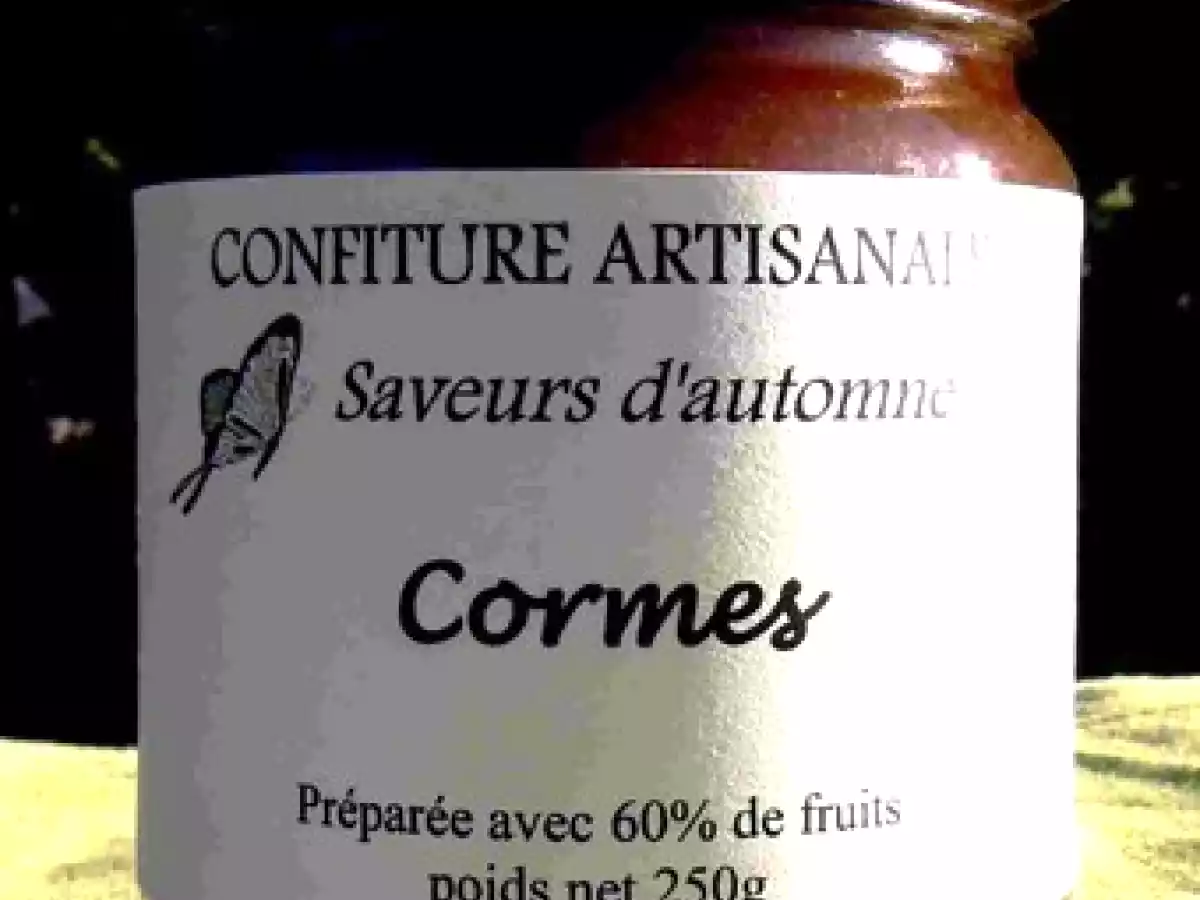 CONFITURE ARTISANALE
Saveurs d'automne
Cormes
Préparée avec 60% de fruits
poids net 250g